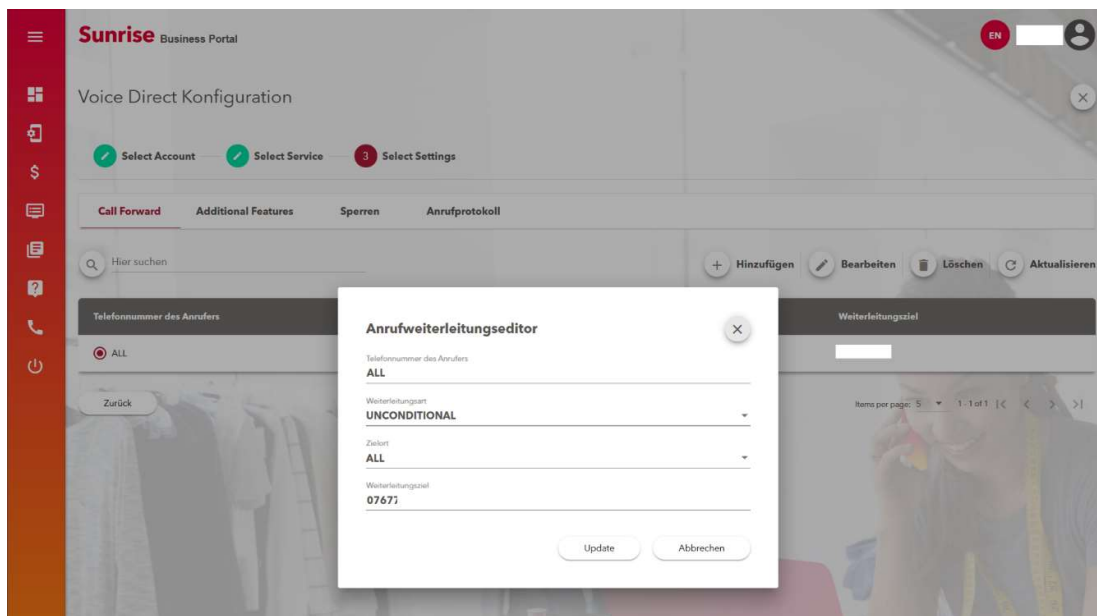 Sunrise Business Portal
EN
Voice Direct Konfiguration
Select Account
Select Service
3 Select Settings
Call Forward Additional Features Sperren Anrufprotokoll
Hier suchen
Hinzufügen Bearbeiten Löschen Aktualisieren
Telefonnummer des Anrufers
Weiterleitungsziel
ALL
Zurück
Items per page: 5 1-1 of 1
Anrufweiterleitungseditor
Telefonnummer des Anrufers
ALL
Weiterleitungsart
UNCONDITIONAL
Zielort
ALL
Weiterleitungsziel
07677
Update Abbrechen